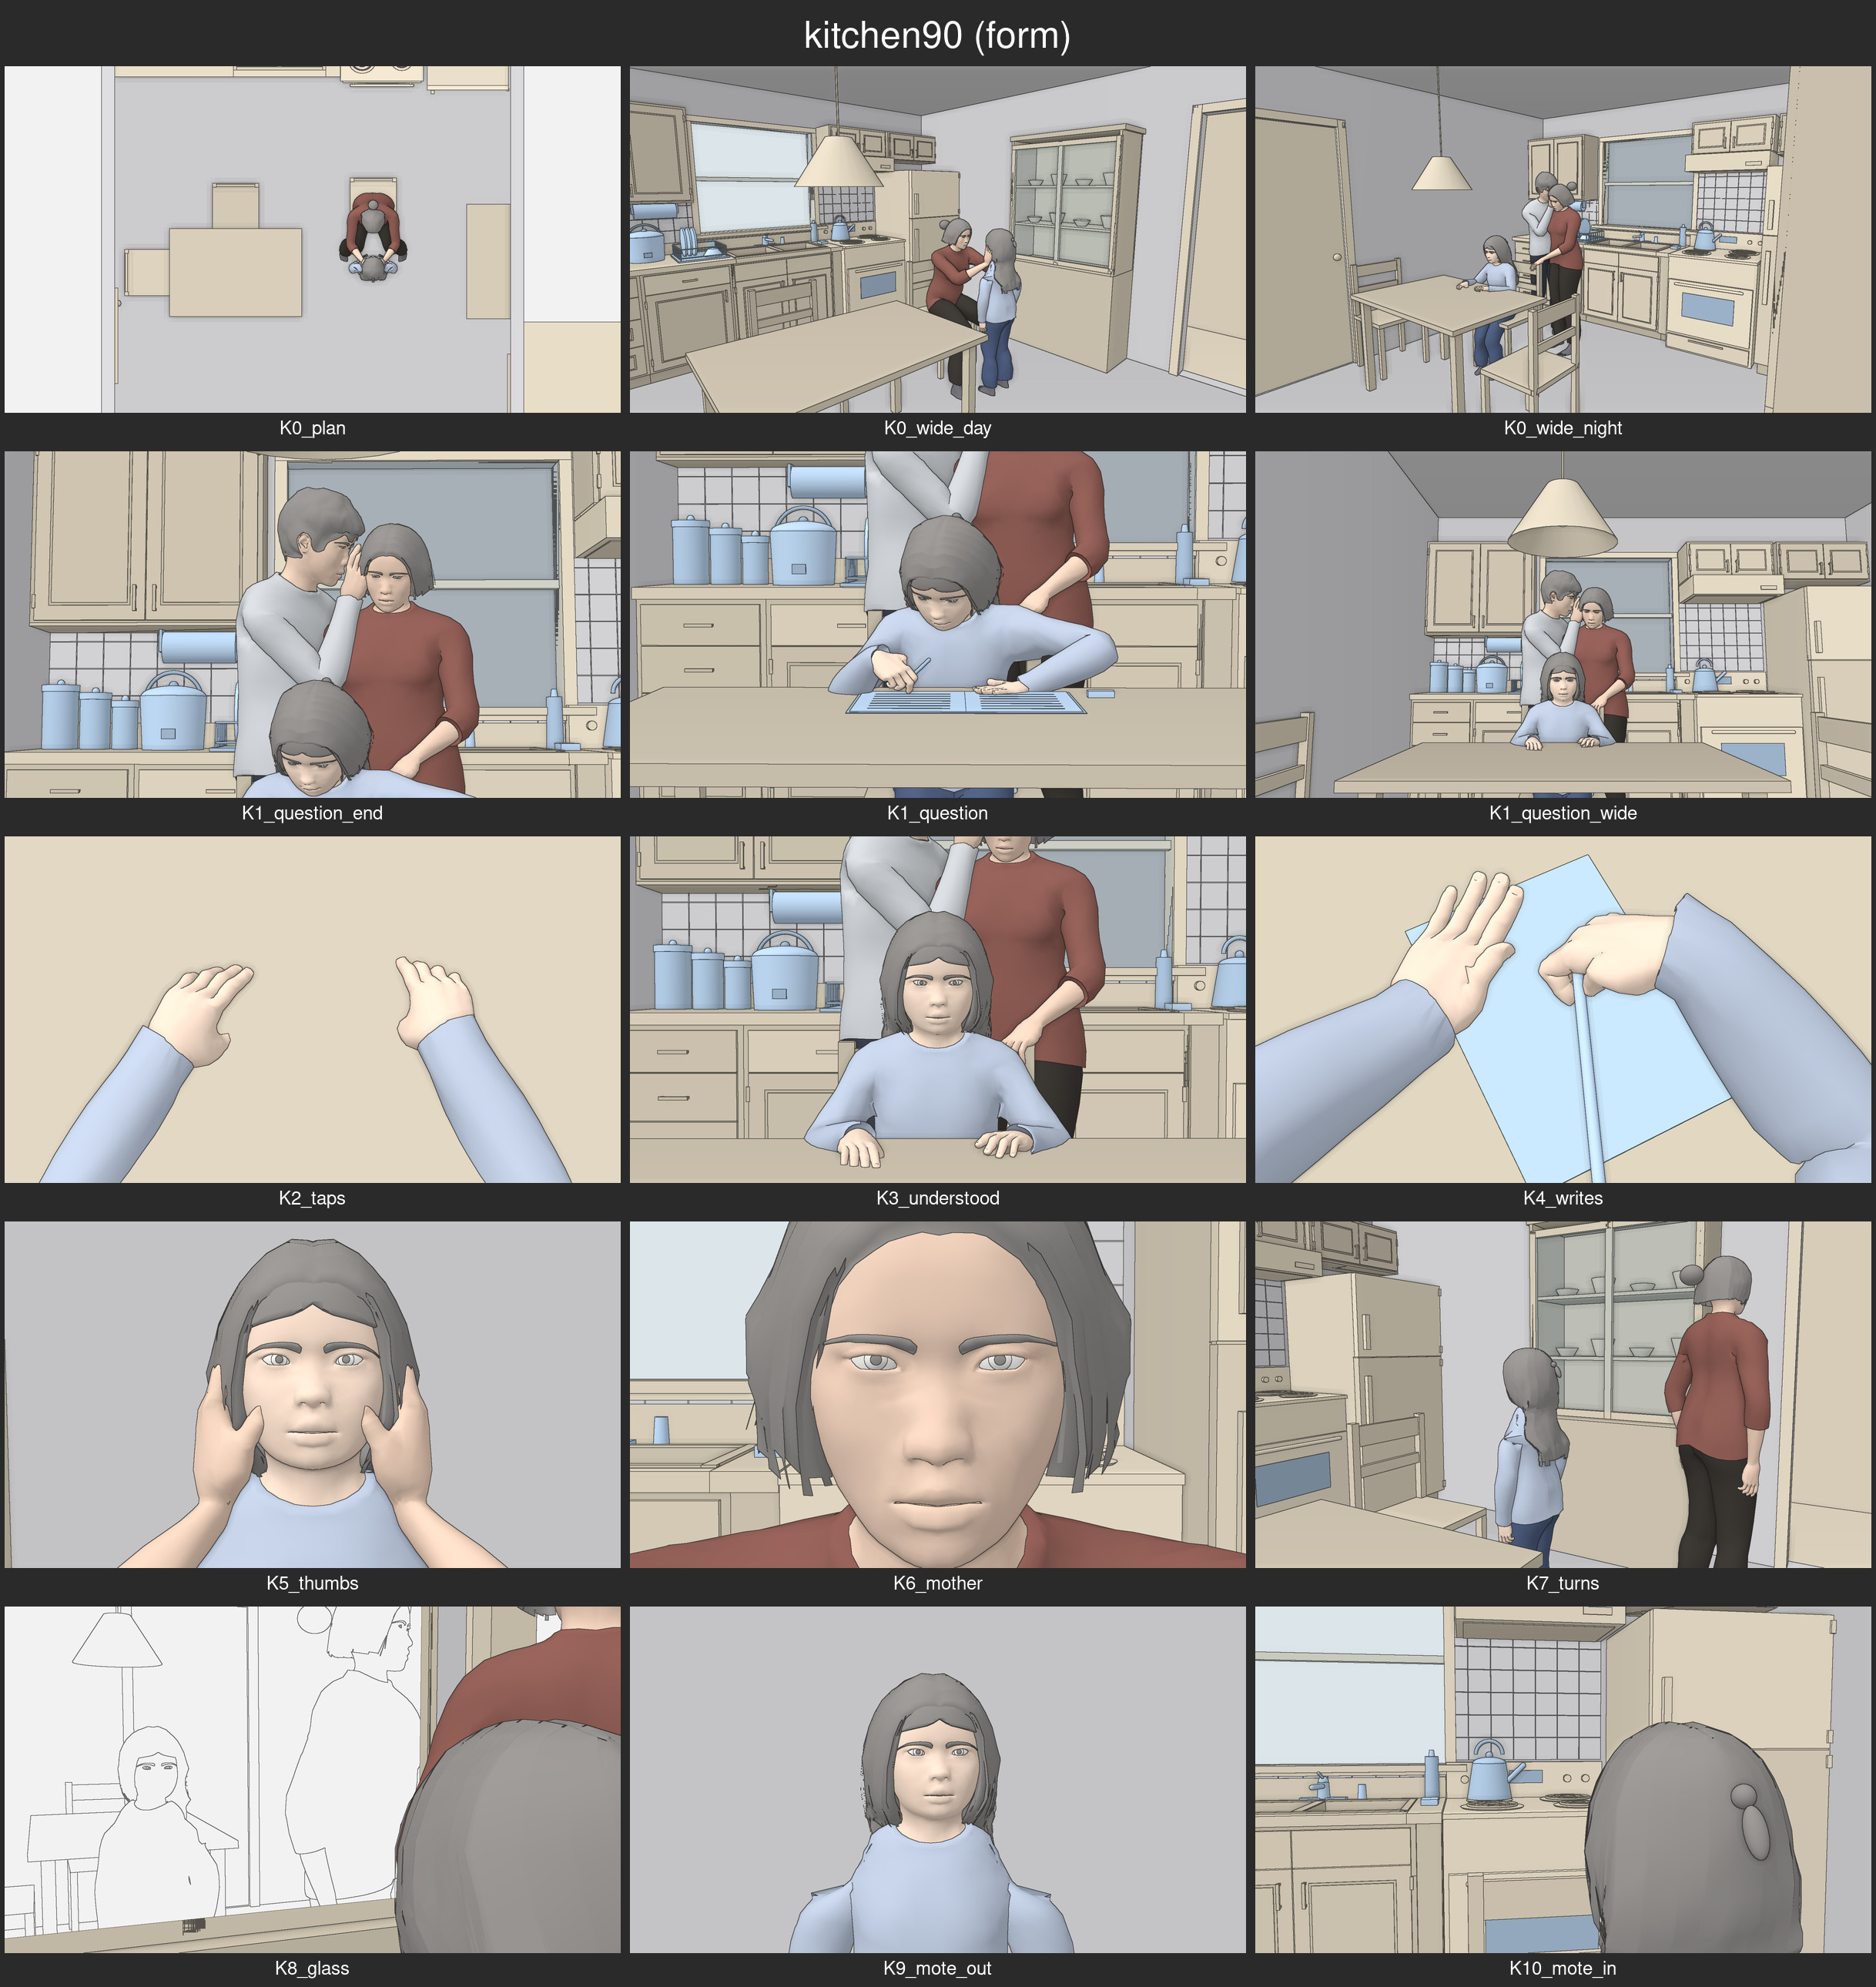 kitchen90 (form)
K0_plan
K0_wide_day
K0_wide_night
K1_question_end
K1_question
K1_question_wide
K2_taps
K3_understood
K4_writes
K5_thumbs
K6_mother
K7_turns
K8_glass
K9_mote_out
K10_mote_in